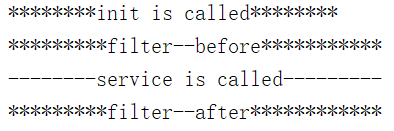 ********init is called********
*********filter--before***********
--------service is called---------
*********filter--after************